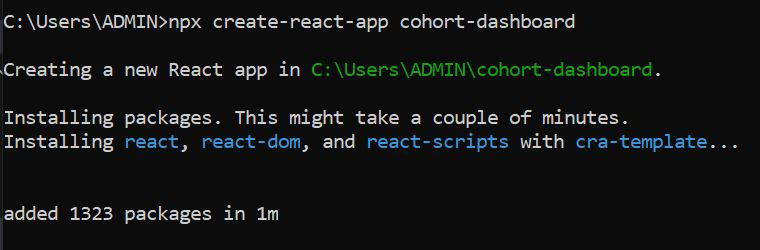 C:\Users\ADMIN>npx create-react-app cohort-dashboard
Creating a new React app in C:\Users\ADMIN\cohort-dashboard.
Installing packages. This might take a couple of minutes.
Installing react, react-dom, and react-scripts with cra-template...
added 1323 packages in 1m